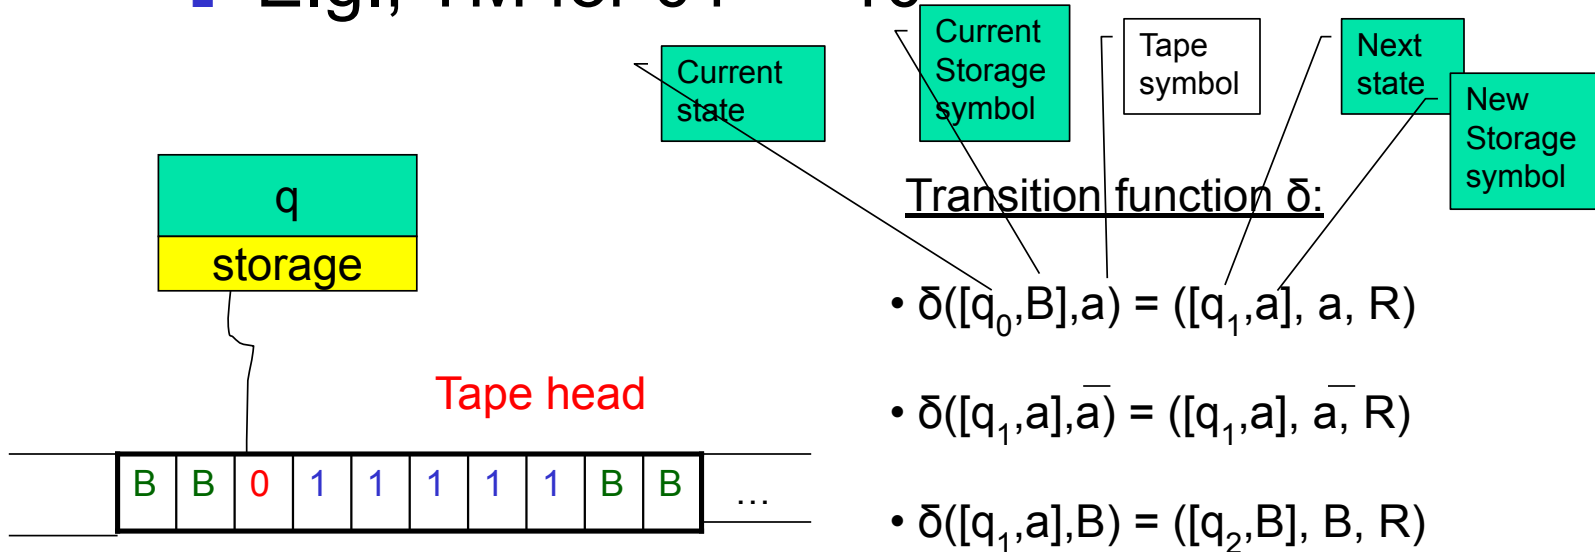 Current
state
Current
Storage
symbol
Tape
symbol
Next
state
New
Storage
symbol
q
storage
Transition function δ:
• δ([q₀,B],a) = ([q₁,a], a, R)
Tape head
• δ([q₁,a],a̅) = ([q₁,a], a̅, R)
B B 0 1 1 1 1 1 B B ...
• δ([q₁,a],B) = ([q₂,B], B, R)